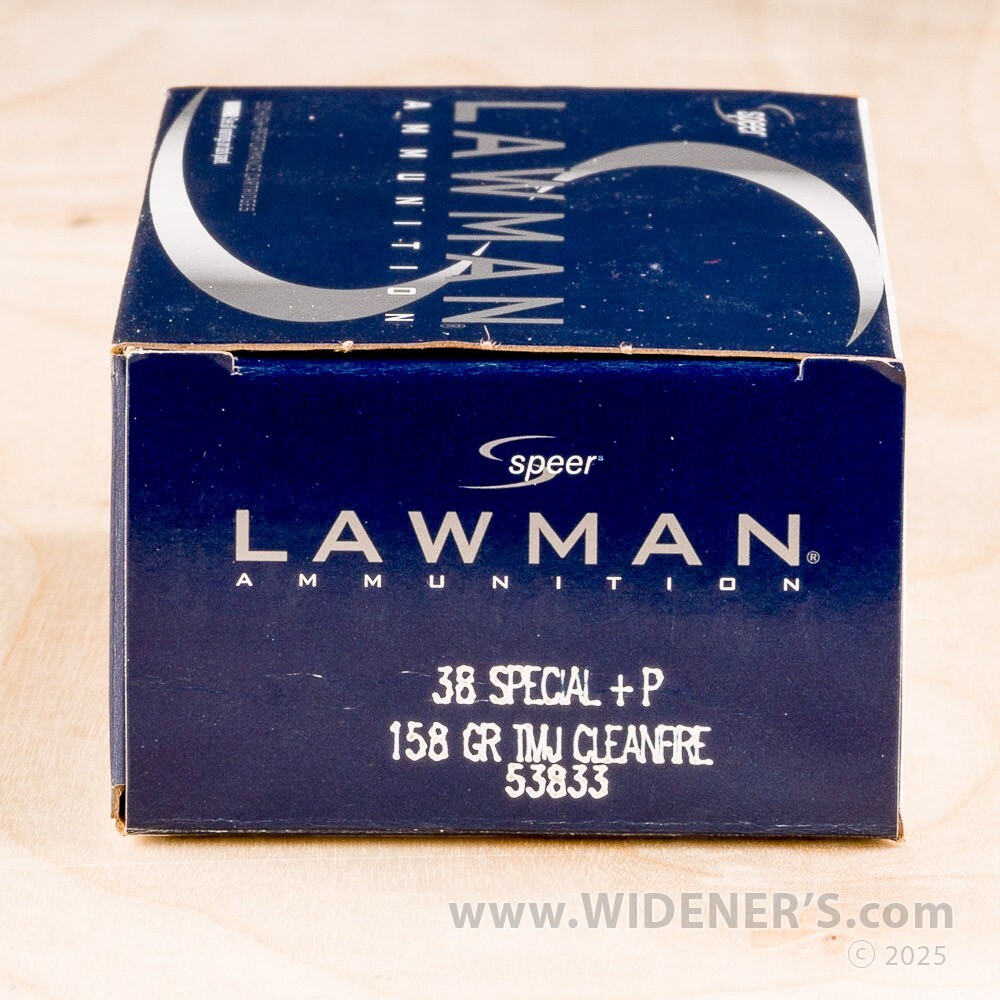 LAWMAN
AMMUNITION
speer
speer
LAWMAN®
AMMUNITION
38 SPECIAL + P
158 GR TMJ CLEANFIRE
53833
www.WIDENER'S.com
© 2025